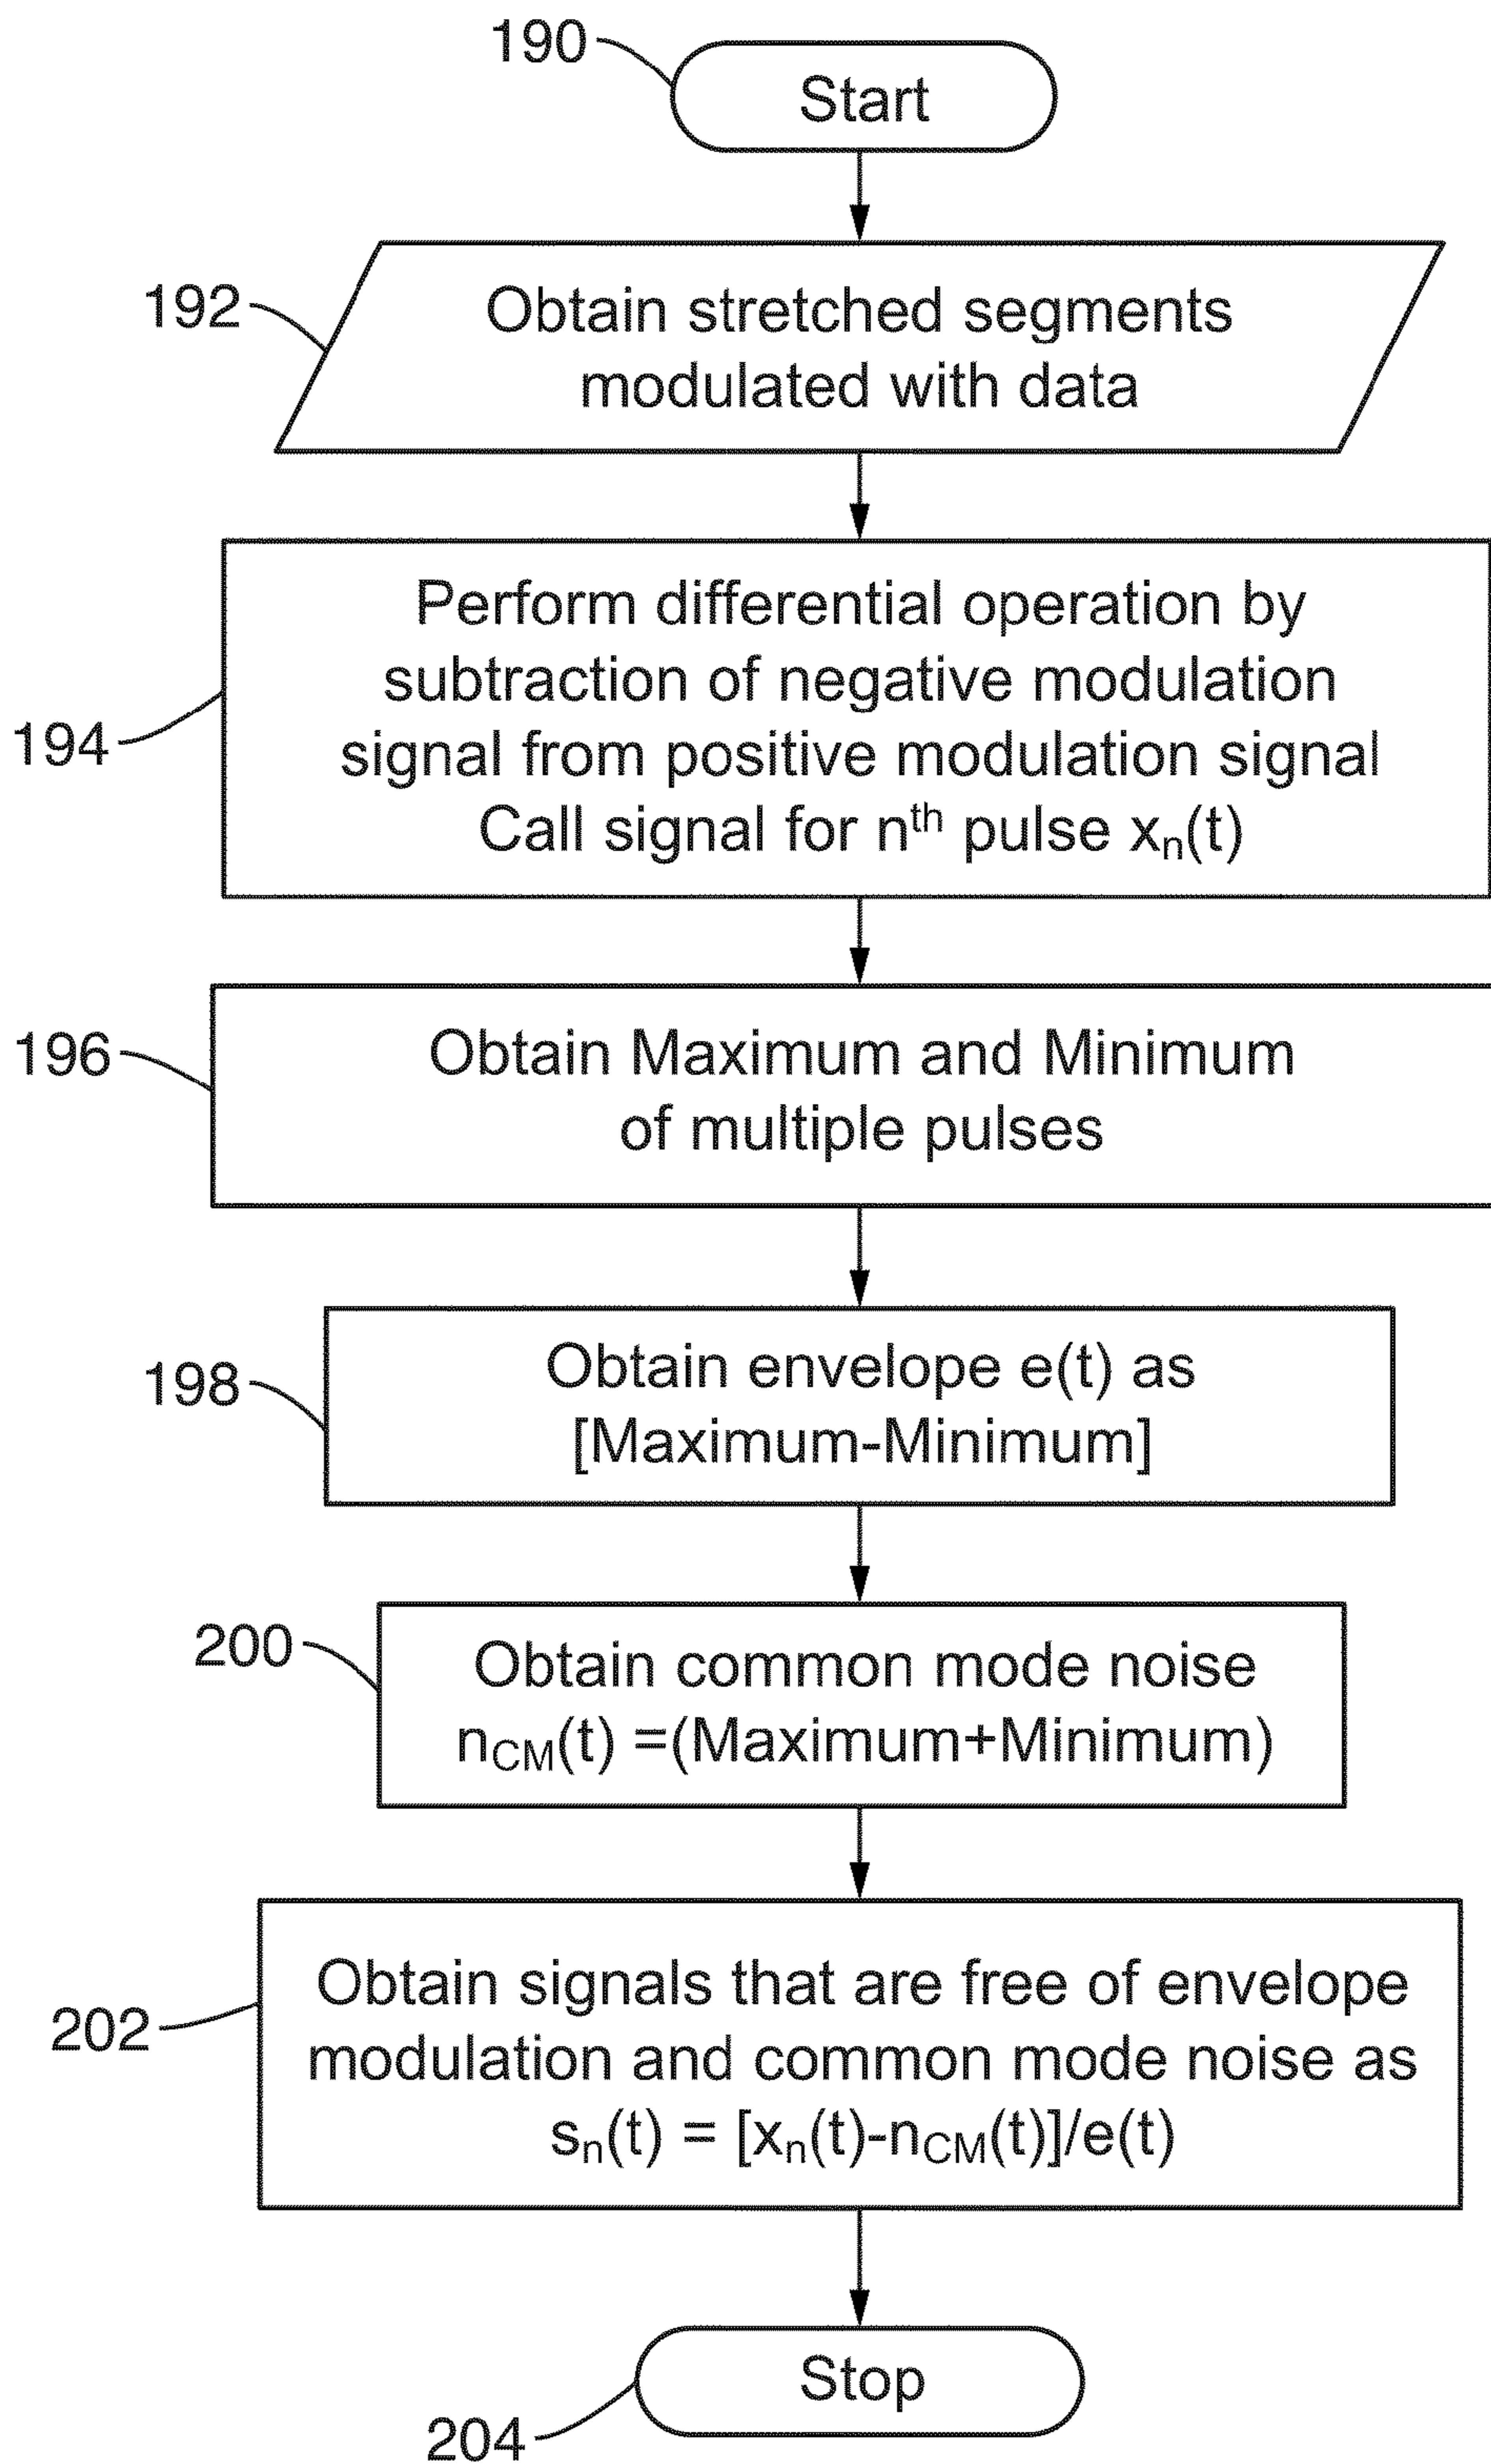 190
Start
192
Obtain stretched segments
modulated with data
194
Perform differential operation by
subtraction of negative modulation
signal from positive modulation signal
Call signal for nth pulse xn(t)
196
Obtain Maximum and Minimum
of multiple pulses
198
Obtain envelope e(t) as
[Maximum-Minimum]
200
Obtain common mode noise
nCM(t) =(Maximum+Minimum)
202
Obtain signals that are free of envelope
modulation and common mode noise as
sn(t) = [xn(t)-nCM(t)]/e(t)
Stop
204